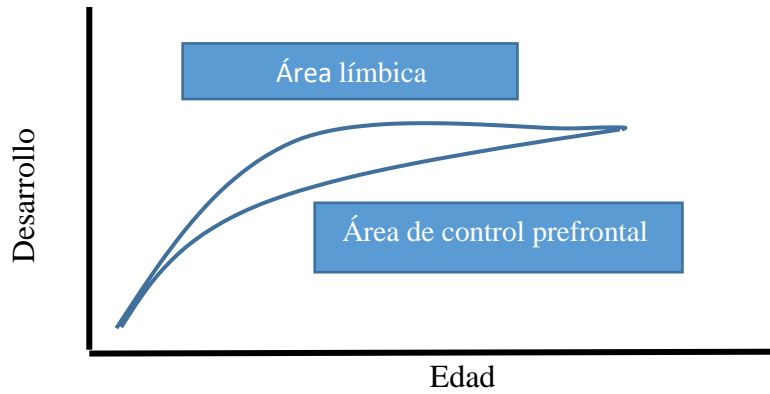 Área límbica
Desarrollo
Área de control prefrontal
Edad